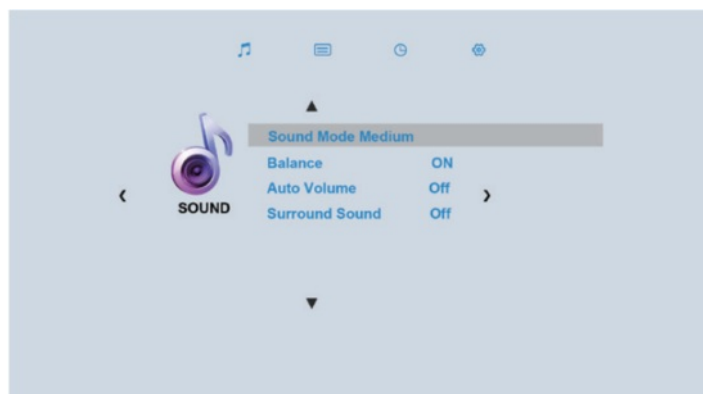 Sound Mode Medium
Balance ON
Auto Volume Off
SOUND
Surround Sound Off